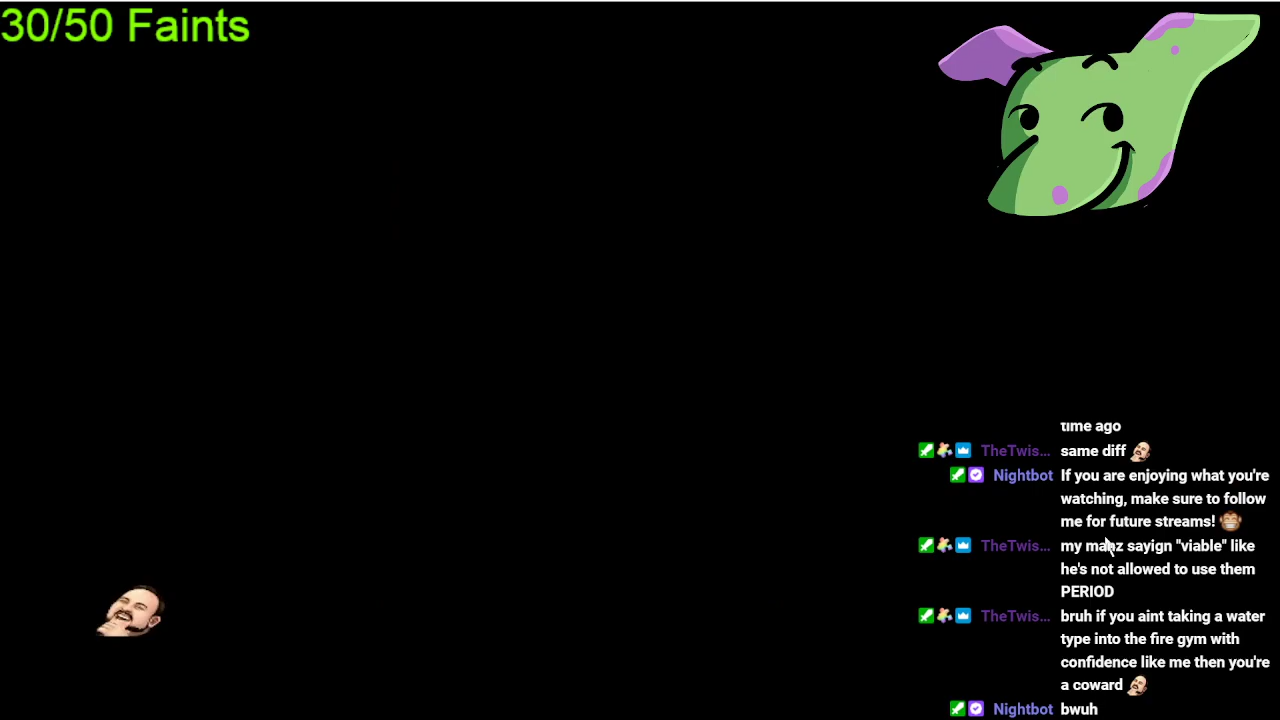 30/50 Faints
time ago
TheTwis... same diff
Nightbot If you are enjoying what you're
watching, make sure to follow
me for future streams!
TheTwis... my manz sayign "viable" like
he's not allowed to use them
PERIOD
TheTwis... bruh if you aint taking a water
type into the fire gym with
confidence like me then you're
a coward
Nightbot bwuh